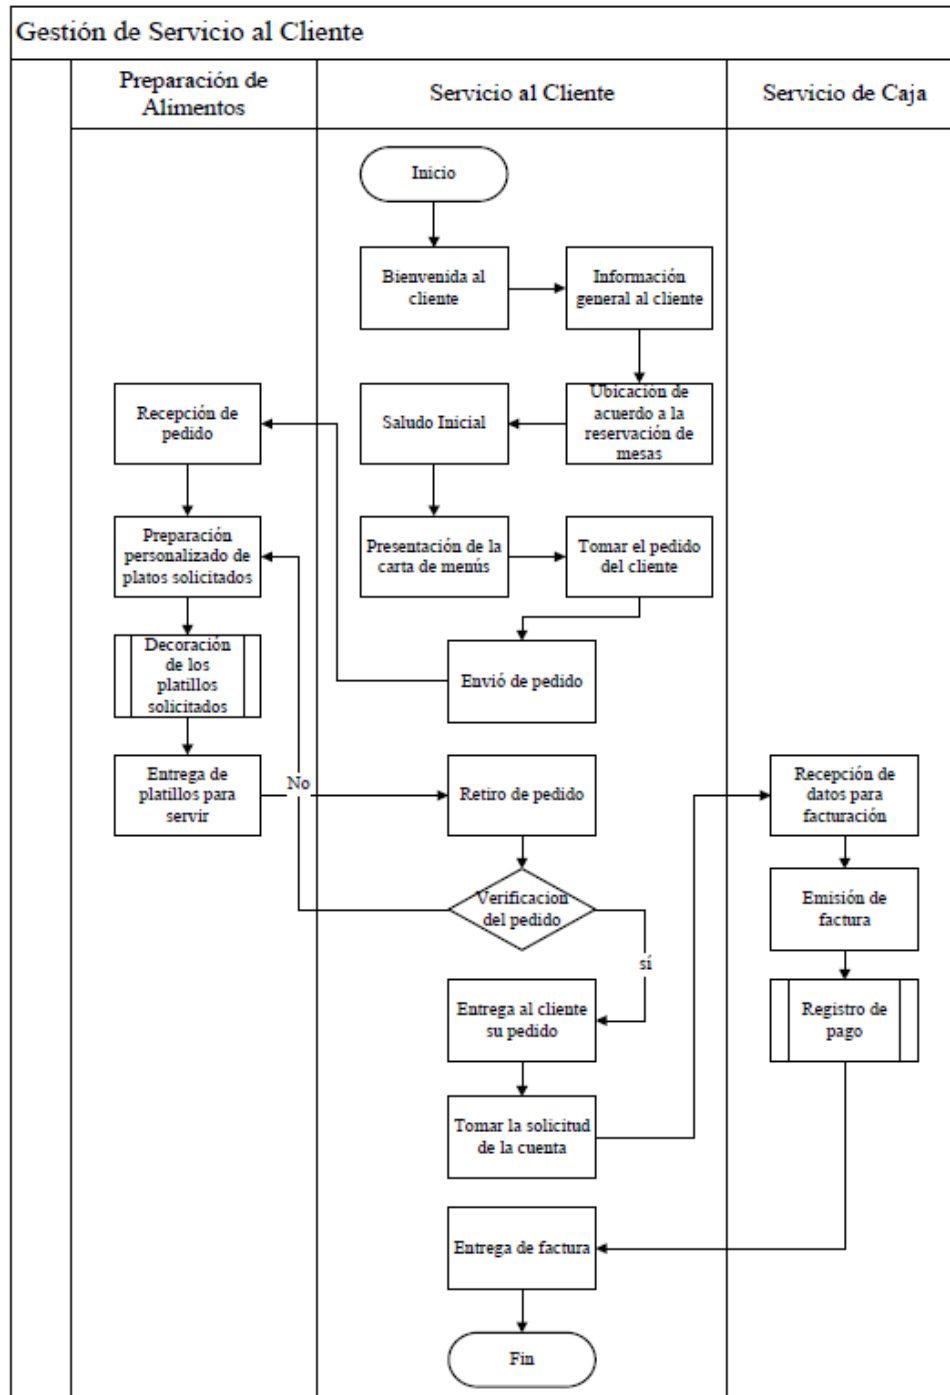 Gestión de Servicio al Cliente
Preparación de
Alimentos
Servicio al Cliente
Servicio de Caja
Inicio
Bienvenida al
cliente
Información
general al cliente
Ubicación de
acuerdo a la
reservación de
mesas
Saludo Inicial
Recepción de
pedido
Presentación de la
carta de menús
Tomar el pedido
del cliente
Preparación
personalizado de
platos solicitados
Decoración
de los
platillos
solicitados
Envió de pedido
Entrega de
platillos para
servir
No
Retiro de pedido
Recepción de
datos para
facturación
Verificacion
del pedido
sí
Emisión de
factura
Entrega al cliente
su pedido
Registro de
pago
Tomar la solicitud
de la cuenta
Entrega de factura
Fin